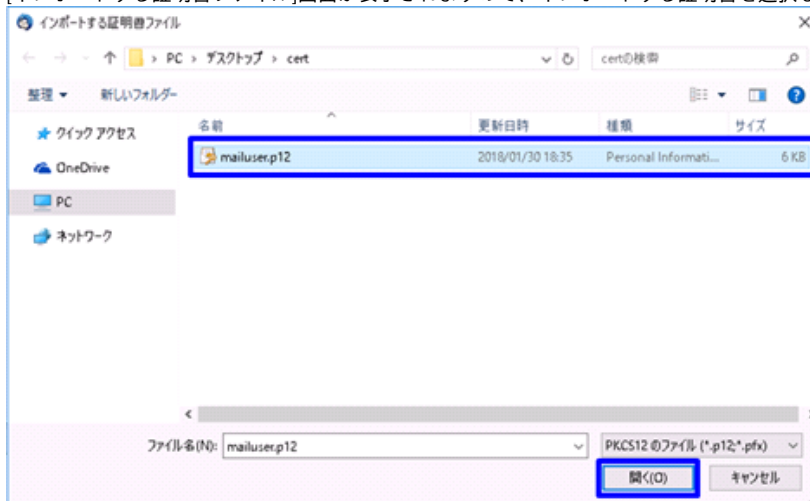 インポートする証明書ファイル
PC › デスクトップ › cert
certの検索
整理 ▼ 新しいフォルダー
名前 更新日時 種類 サイズ
mailuser.p12 2018/01/30 18:35 Personal Informati... 6 KB
クイック アクセス
OneDrive
PC
ネットワーク
ファイル名(N): mailuser.p12 PKCS12 のファイル (*.p12;*.pfx)
開く(O) キャンセル